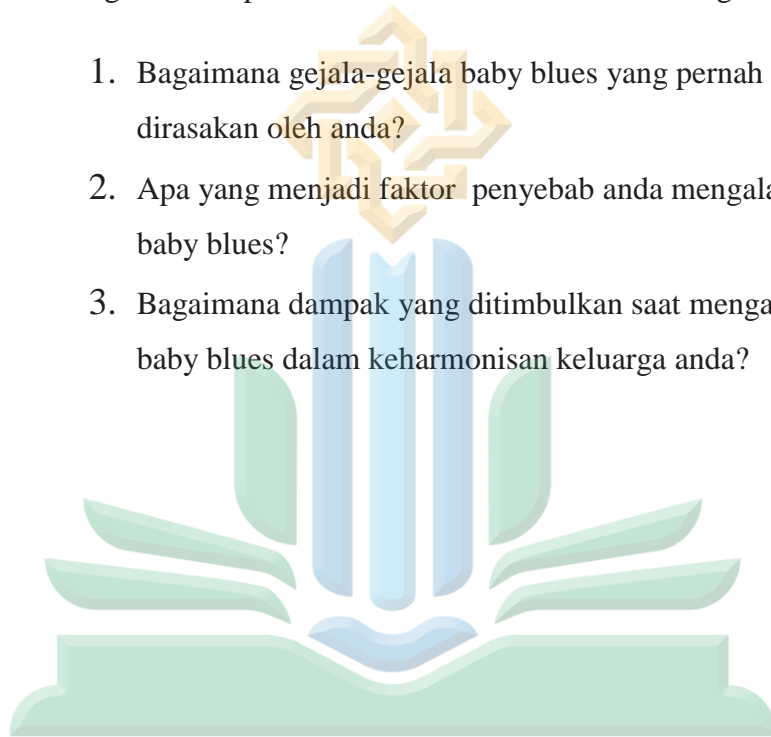 1. Bagaimana gejala-gejala baby blues yang pernah
dirasakan oleh anda?
2. Apa yang menjadi faktor penyebab anda
baby blues?
3. Bagaimana dampak yang ditimbulkan saat
baby blues dalam keharmonisan keluarga anda?